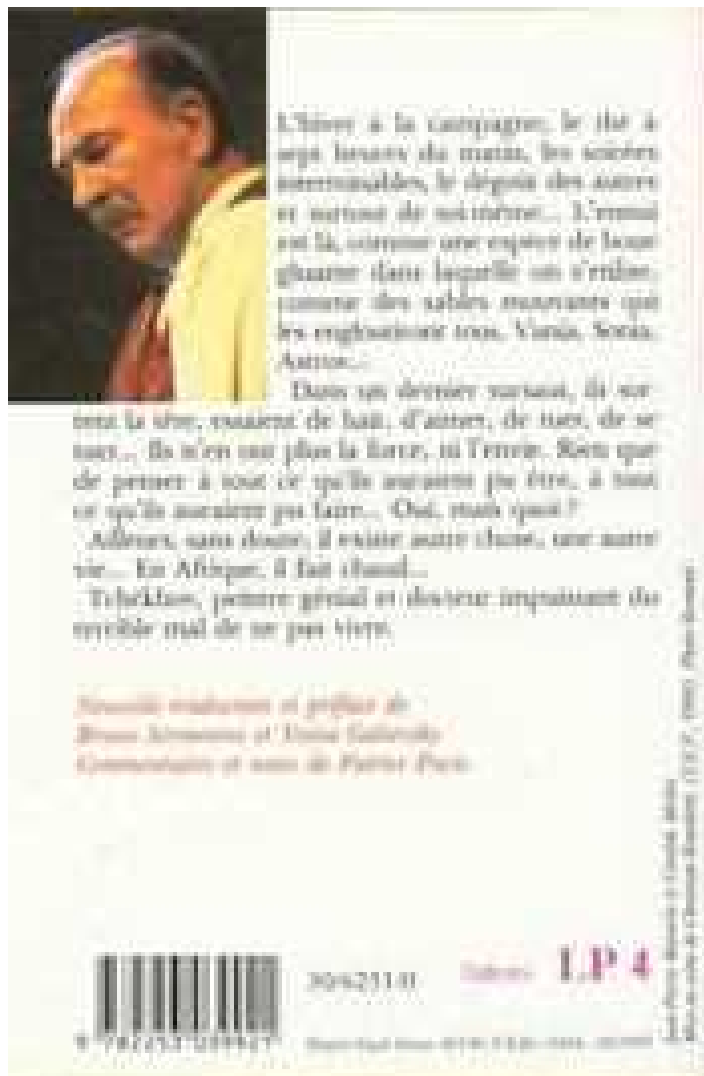 L'hiver à la campagne, le thé à
sept heures du matin, les soirées
interminables, le dégoût des autres
et surtout de soi-même... L'ennui
est là, comme une espèce de boue
gluante dans laquelle on s'enlise,
comme des sables mouvants qui
les engloutiront tous, Vania, Sonia,
Astrov...
Dans un dernier sursaut, ils sor-
tent la tête, essaient de haïr, d'aimer, de tuer, de se
tuer... Ils n'en ont plus la force, ni l'envie. Rien que
de penser à tout ce qu'ils auraient pu être, à tout
ce qu'ils auraient pu faire... Oui, mais quoi ?
Ailleurs, sans doute, il existe autre chose, une autre
vie... En Afrique, il fait chaud...
Tchékhov, peintre génial et docteur impuissant du
terrible mal de ne pas vivre.
Nouvelle traduction et préface de
Bruno et
Commentaires et notes de Patrice Pavis
30/6251/0
LP 4